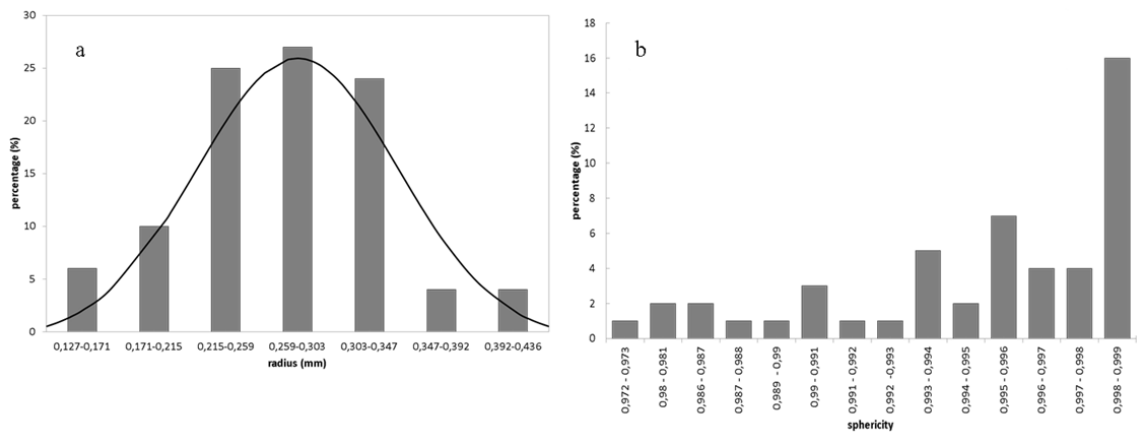 a
30
25
20
15
10
5
0
percentage (%)
0,127-0,171 0,171-0,215 0,215-0,259 0,259-0,303 0,303-0,347 0,347-0,392 0,392-0,436
radius (mm)
b
18
16
14
12
10
8
6
4
2
0
percentage (%)
0,972 - 0,973
0,98 - 0,981
0,986 - 0,987
0,987 - 0,988
0,989  - 0,99
0,99 - 0,991
0,991 - 0,992
0,992 -0,993
0,993 - 0,994
0,994 - 0,995
0,995 - 0,996
0,996 - 0,997
0,997 - 0,998
0,998 - 0,999
sphericity